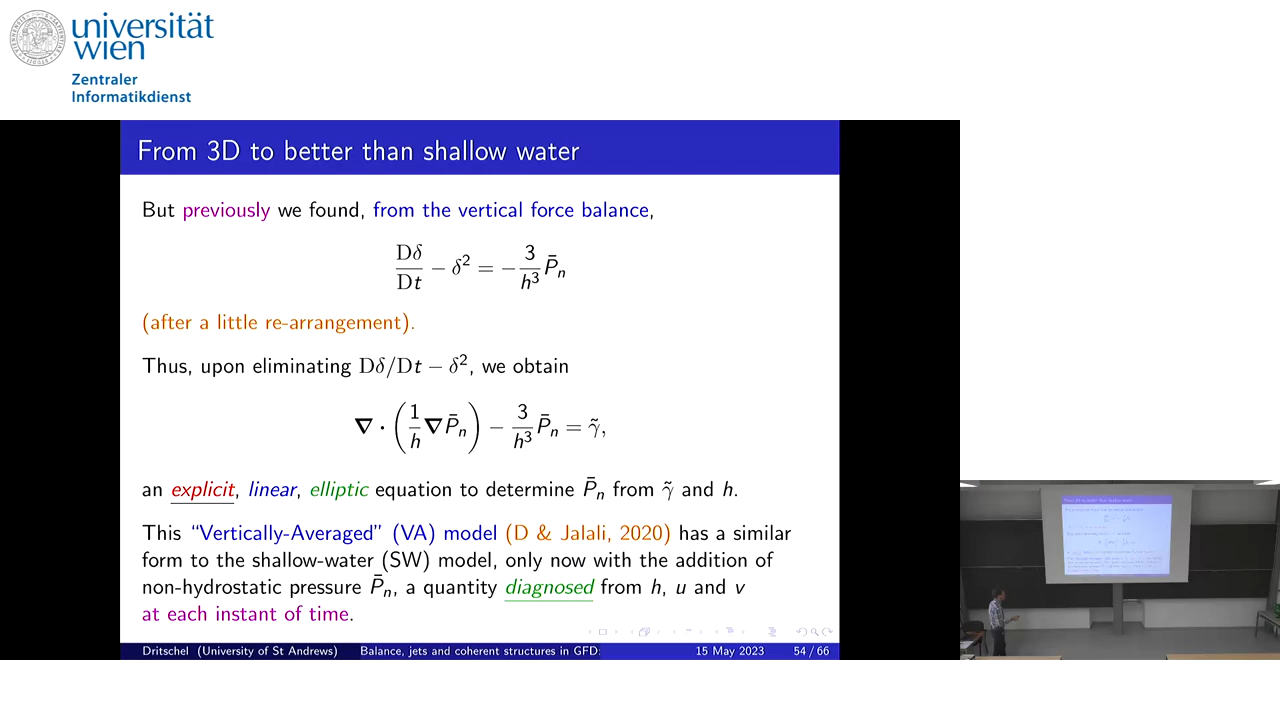 universität
wien
Zentraler
Informatikdienst
From 3D to better than shallow water
But previously we found, from the vertical force balance,
Dδ/Dt − δ² = −3/h³ P̄ₙ
(after a little re-arrangement).
Thus, upon eliminating Dδ/Dt − δ², we obtain
∇ · (1/h ∇P̄ₙ) − 3/h³ P̄ₙ = γ̃,
an explicit, linear, elliptic equation to determine P̄ₙ from γ̃ and h.
This “Vertically-Averaged” (VA) model (D & Jalali, 2020) has a similar
form to the shallow-water (SW) model, only now with the addition of
non-hydrostatic pressure P̄ₙ, a quantity diagnosed from h, u and v
at each instant of time.
Dritschel (University of St Andrews) Balance, jets and coherent structures in GFD: 15 May 2023 54 / 66